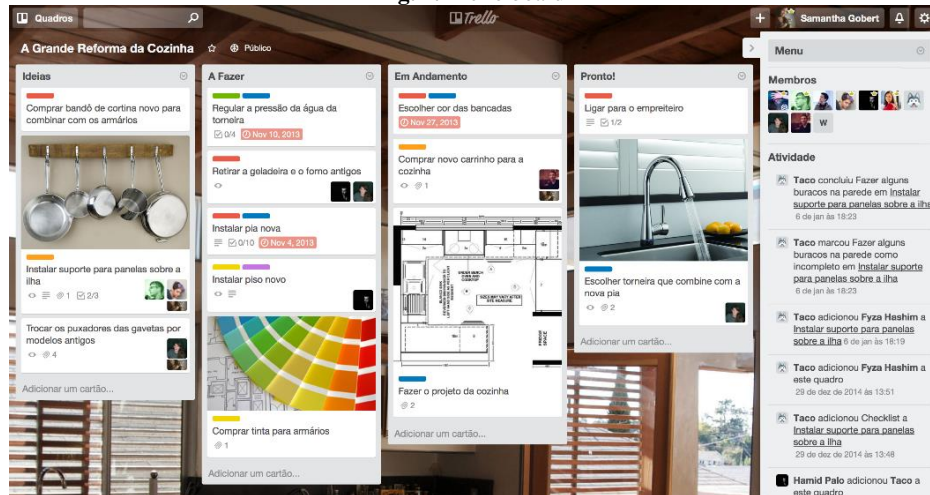 Quadros
Trello
Samantha Gobert
A Grande Reforma da Cozinha
Público
Ideias
Comprar bandô de cortina novo para
combinar com os armários
Instalar suporte para panelas sobre a
ilha
1 2/3
Trocar os puxadores das gavetas por
modelos antigos
4
Adicionar um cartão...
A Fazer
Regular a pressão da água da
torneira
0/4 Nov 10, 2013
Retirar a geladeira e o forno antigos
Instalar pia nova
0/10 Nov 4, 2013
Instalar piso novo
Comprar tinta para armários
1
Adicionar um cartão...
Em Andamento
Escolher cor das bancadas
Nov 27, 2013
Comprar novo carrinho para a
cozinha
1
Fazer o projeto da cozinha
2
Adicionar um cartão...
Pronto!
Ligar para o empreiteiro
1/2
Escolher torneira que combine com a
nova pia
2
Adicionar um cartão...
Menu
Membros
W
Atividade
Taco concluiu Fazer alguns
buracos na parede em Instalar
suporte para panelas sobre a ilha
6 de jan às 18:23
Taco marcou Fazer alguns
buracos na parede como
incompleto em Instalar suporte
para panelas sobre a ilha
6 de jan às 18:23
Taco adicionou Fyza Hashim a
Instalar suporte para panelas
sobre a ilha 6 de jan às 18:19
Taco adicionou Fyza Hashim a
este quadro
29 de dez de 2014 às 13:51
Taco adicionou Checklist a
Instalar suporte para panelas
sobre a ilha
29 de dez de 2014 às 13:48
Hamid Palo adicionou Taco a
este quadro